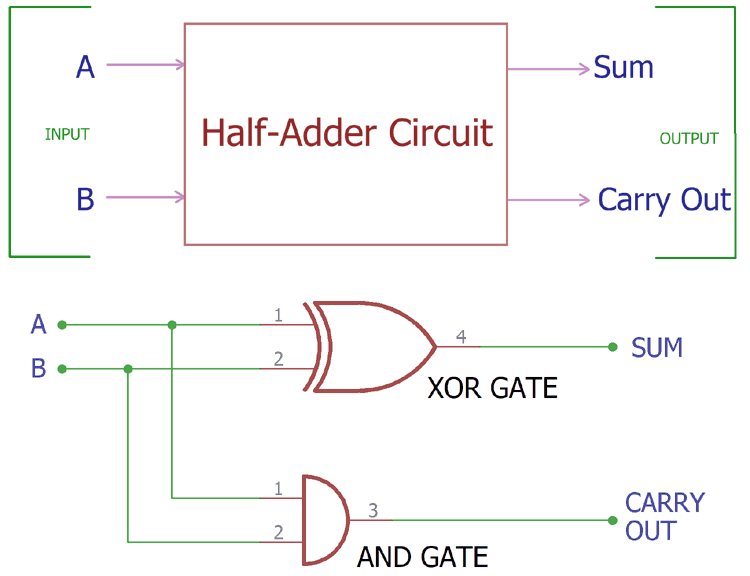 A
Sum
INPUT
Half-Adder Circuit
OUTPUT
B
Carry Out
A
1
4
SUM
B
2
XOR GATE
1
3
CARRY
OUT
2
AND GATE